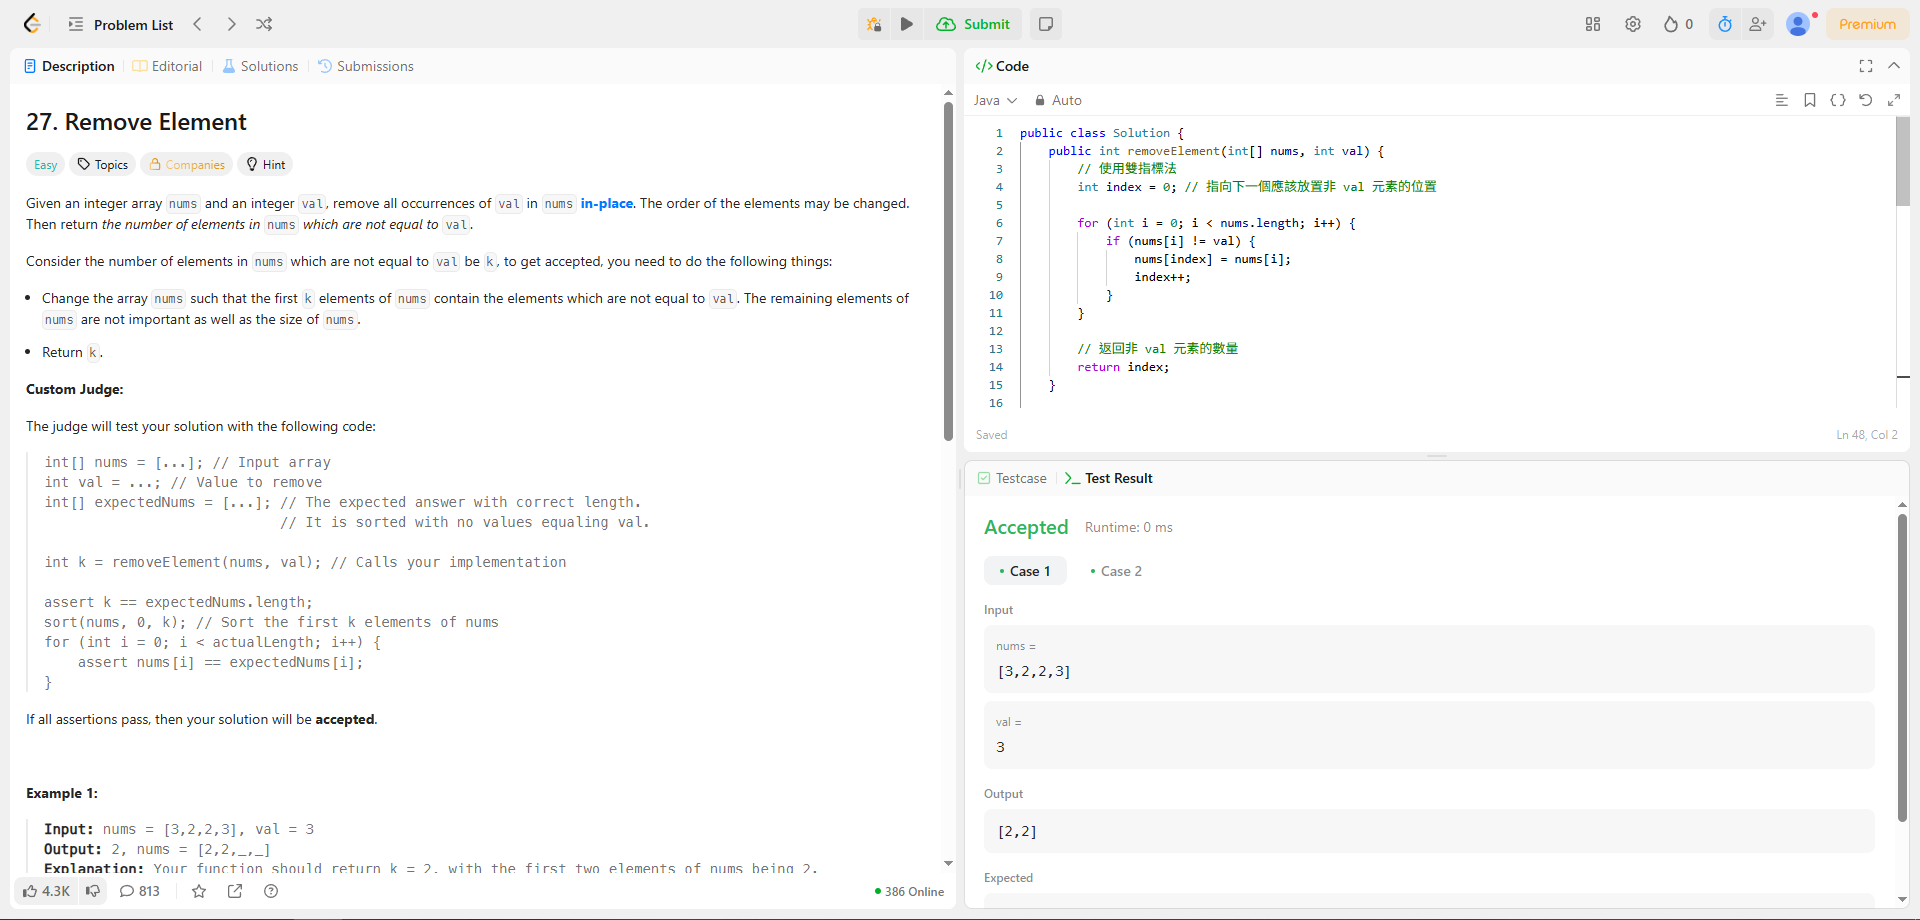 Problem List
Submit
0
Premium
Description
Editorial
Solutions
Submissions
27. Remove Element
Easy
Topics
Companies
Hint
Given an integer array nums and an integer val, remove all occurrences of val in nums in-place. The order of the elements may be changed.
Then return the number of elements in nums which are not equal to val.
Consider the number of elements in nums which are not equal to val be k, to get accepted, you need to do the following things:
• Change the array nums such that the first k elements of nums contain the elements which are not equal to val. The remaining elements of
nums are not important as well as the size of nums.
• Return k.
Custom Judge:
The judge will test your solution with the following code:
int[] nums = [...]; // Input array
int val = ...; // Value to remove
int[] expectedNums = [...]; // The expected answer with correct length.
// It is sorted with no values equaling val.
int k = removeElement(nums, val); // Calls your implementation
assert k == expectedNums.length;
sort(nums, 0, k); // Sort the first k elements of nums
for (int i = 0; i < actualLength; i++) {
assert nums[i] == expectedNums[i];
}
If all assertions pass, then your solution will be accepted.
Example 1:
Input: nums = [3,2,2,3], val = 3
Output: 2, nums = [2,2,_,_]
Explanation: Your function should return k = 2, with the first two elements of nums being 2.
4.3K
813
386 Online
</> Code
Java
Auto
1 public class Solution {
2 public int removeElement(int[] nums, int val) {
3 // 使用雙指標法
4 int index = 0; // 指向下一個應該放置非 val 元素的位置
5
6 for (int i = 0; i < nums.length; i++) {
7 if (nums[i] != val) {
8 nums[index] = nums[i];
9 index++;
10 }
11 }
12
13 // 返回非 val 元素的數量
14 return index;
15 }
16
Saved
Ln 48, Col 2
Testcase
Test Result
Accepted
Runtime: 0 ms
• Case 1
• Case 2
Input
nums =
[3,2,2,3]
val =
3
Output
[2,2]
Expected